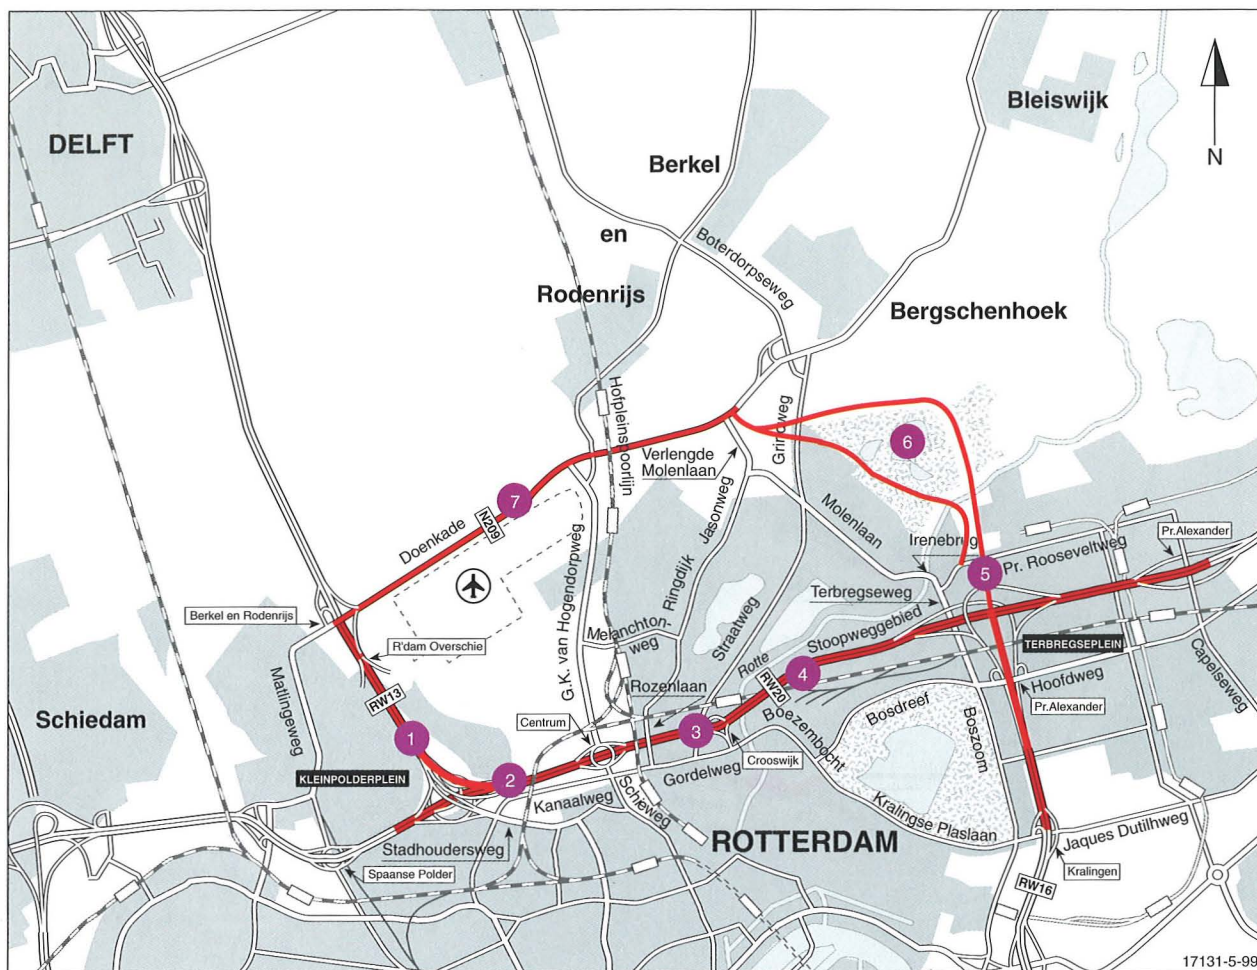 Bleiswijk
N
DELFT
Berkel
en
Rodenrijs
Boterdorpseweg
Bergschenhoek
Hofpleinspoorlijn
Grindweg
6
Verlengde
Molenlaan
7
N209
Doenkade
Jasonweg
Molenlaan
Irenebrug
Pr.Alexander
Pr. Rooseveltweg
5
G.K. van Hogendorpweg
Ringdijk
Terbregseweg
Berkel en Rodenrijs
R'dam Overschie
Melanchton-
weg
Straatweg
Stoopweggebied
TERBREGSEPLEIN
Capelseweg
Matlingeweg
RW13
Rozenlaan
Rotte
RW20
4
Hoofdweg
Pr.Alexander
Schiedam
1
Centrum
3
Boezembocht
Bosdreef
Boszoom
Crooswijk
KLEINPOLDERPLEIN
2
Gordelweg
Kanaalweg
Schieweg
Kralingse Plaslaan
Stadhoudersweg
ROTTERDAM
Jaques Dutilhweg
Spaanse Polder
Kralingen
RW16
17131-5-99